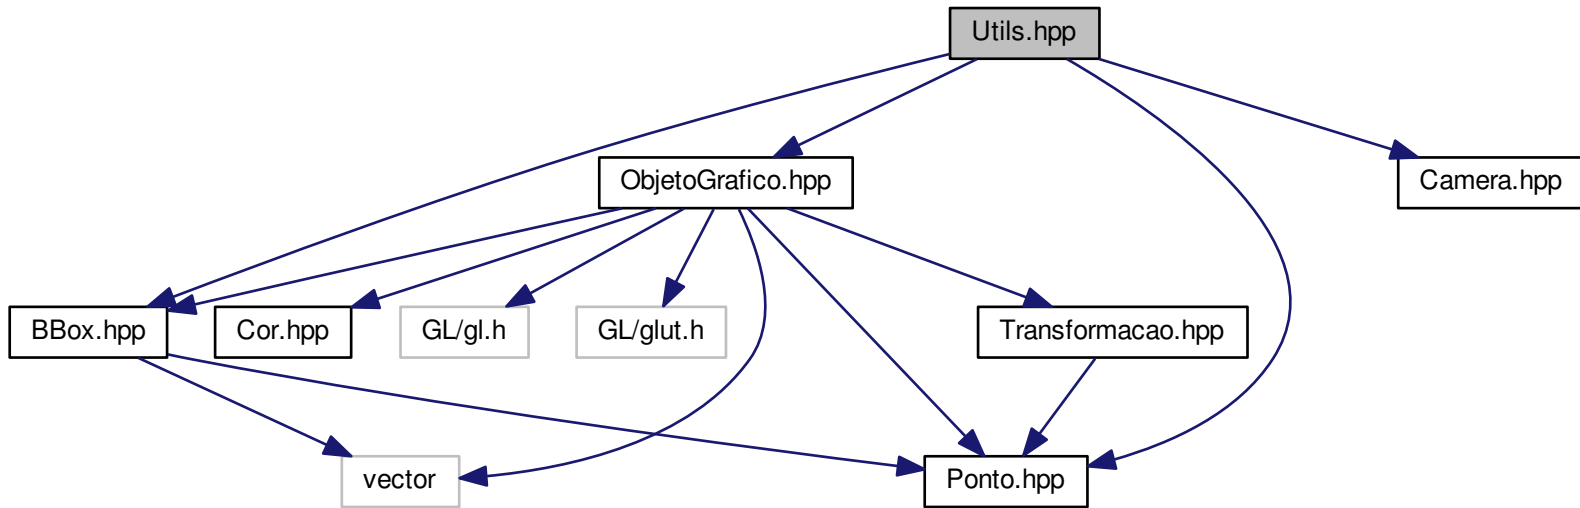 Utils.hpp
ObjetoGrafico.hpp
Camera.hpp
BBox.hpp
Cor.hpp
GL/gl.h
GL/glut.h
Transformacao.hpp
vector
Ponto.hpp